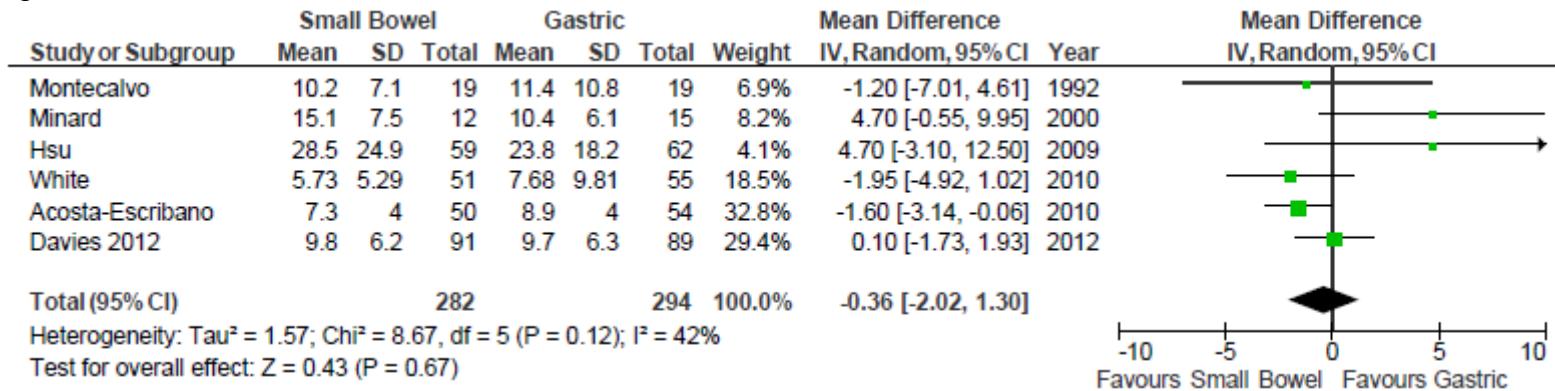 Small Bowel Gastric Mean Difference Mean Difference
Study or Subgroup Mean SD Total Mean SD Total Weight IV, Random, 95% CI Year IV, Random, 95% CI
Montecalvo 10.2 7.1 19 11.4 10.8 19 6.9% -1.20 [-7.01, 4.61] 1992
Minard 15.1 7.5 12 10.4 6.1 15 8.2% 4.70 [-0.55, 9.95] 2000
Hsu 28.5 24.9 59 23.8 18.2 62 4.1% 4.70 [-3.10, 12.50] 2009
White 5.73 5.29 51 7.68 9.81 55 18.5% -1.95 [-4.92, 1.02] 2010
Acosta-Escribano 7.3 4 50 8.9 4 54 32.8% -1.60 [-3.14, -0.06] 2010
Davies 2012 9.8 6.2 91 9.7 6.3 89 29.4% 0.10 [-1.73, 1.93] 2012
Total (95% CI) 282 294 100.0% -0.36 [-2.02, 1.30]
Heterogeneity: Tau² = 1.57; Chi² = 8.67, df = 5 (P = 0.12); I² = 42%
Test for overall effect: Z = 0.43 (P = 0.67)
-10 -5 0 5 10
Favours Small Bowel Favours Gastric